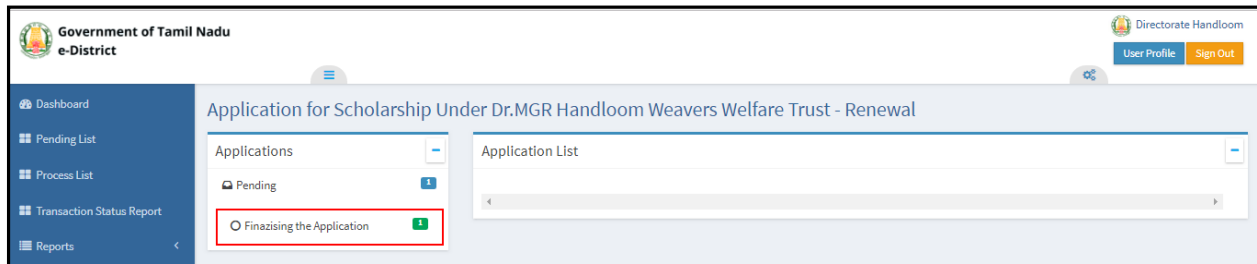 Government of Tamil Nadu
e-District
Directorate Handloom
User Profile
Sign Out
Dashboard
Pending List
Process List
Transaction Status Report
Reports
Application for Scholarship Under Dr.MGR Handloom Weavers Welfare Trust - Renewal
Applications
Pending 1
Finazising the Application 1
Application List